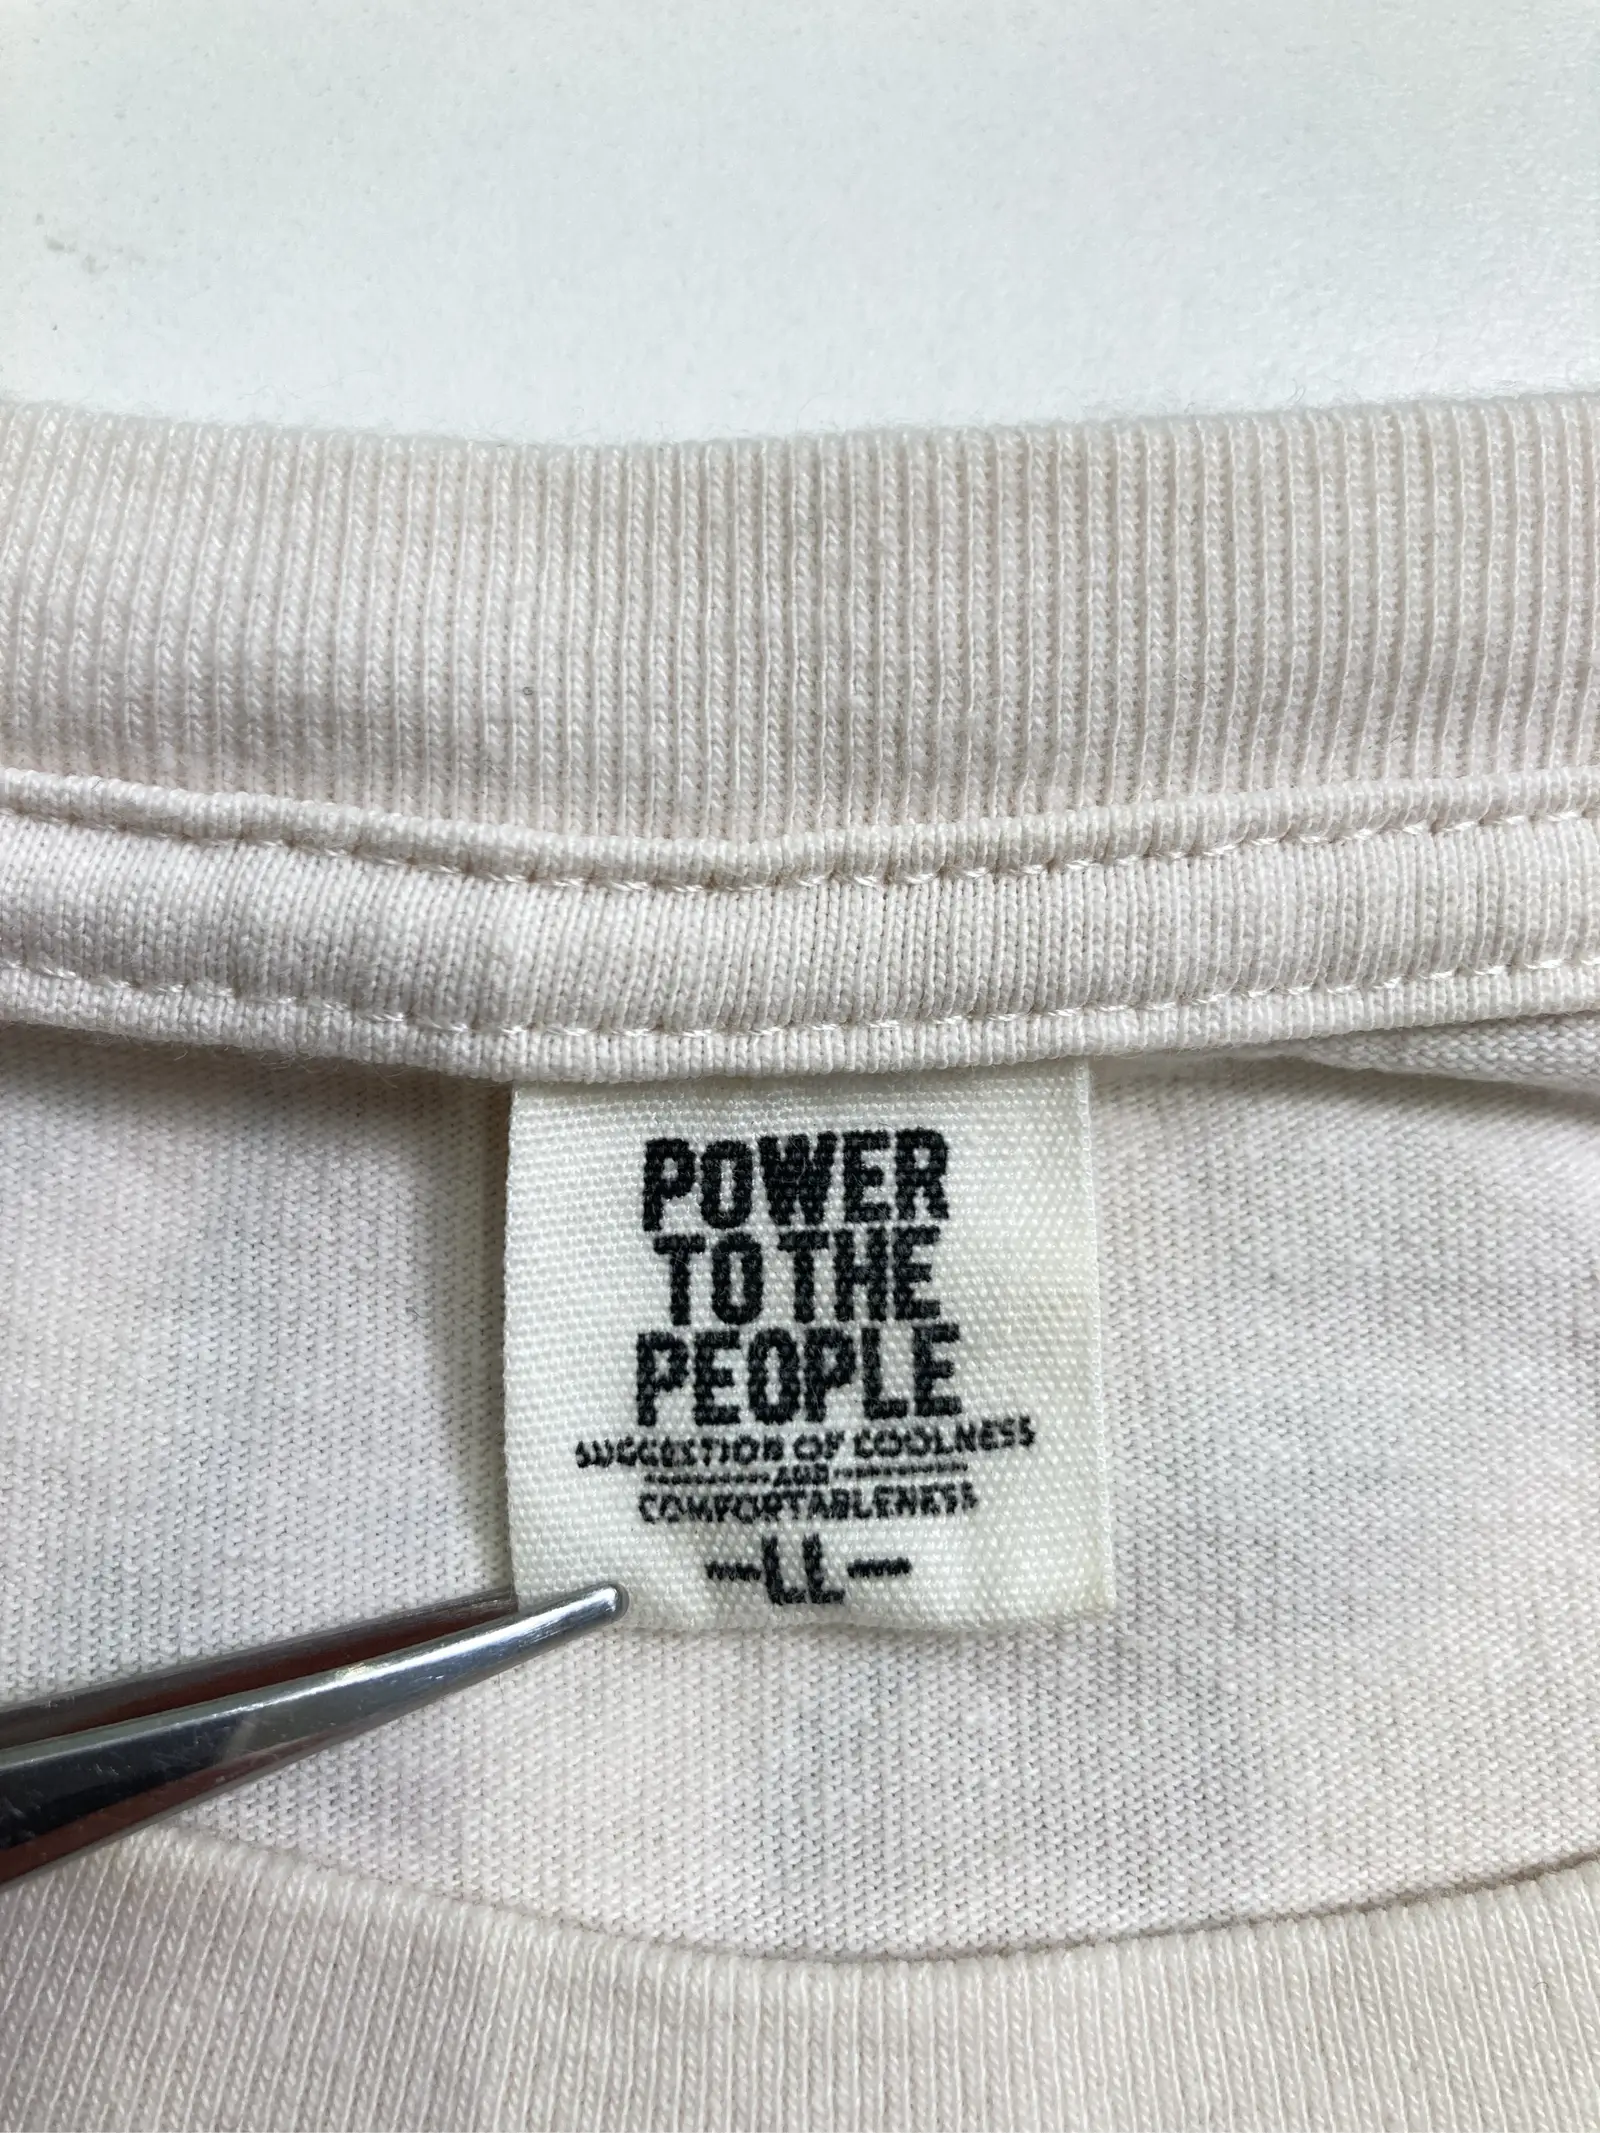 POWER
TO THE
PEOPLE
SUGGESTION OF COOLNESS
AND
COMFORTABLENESS
-LL-